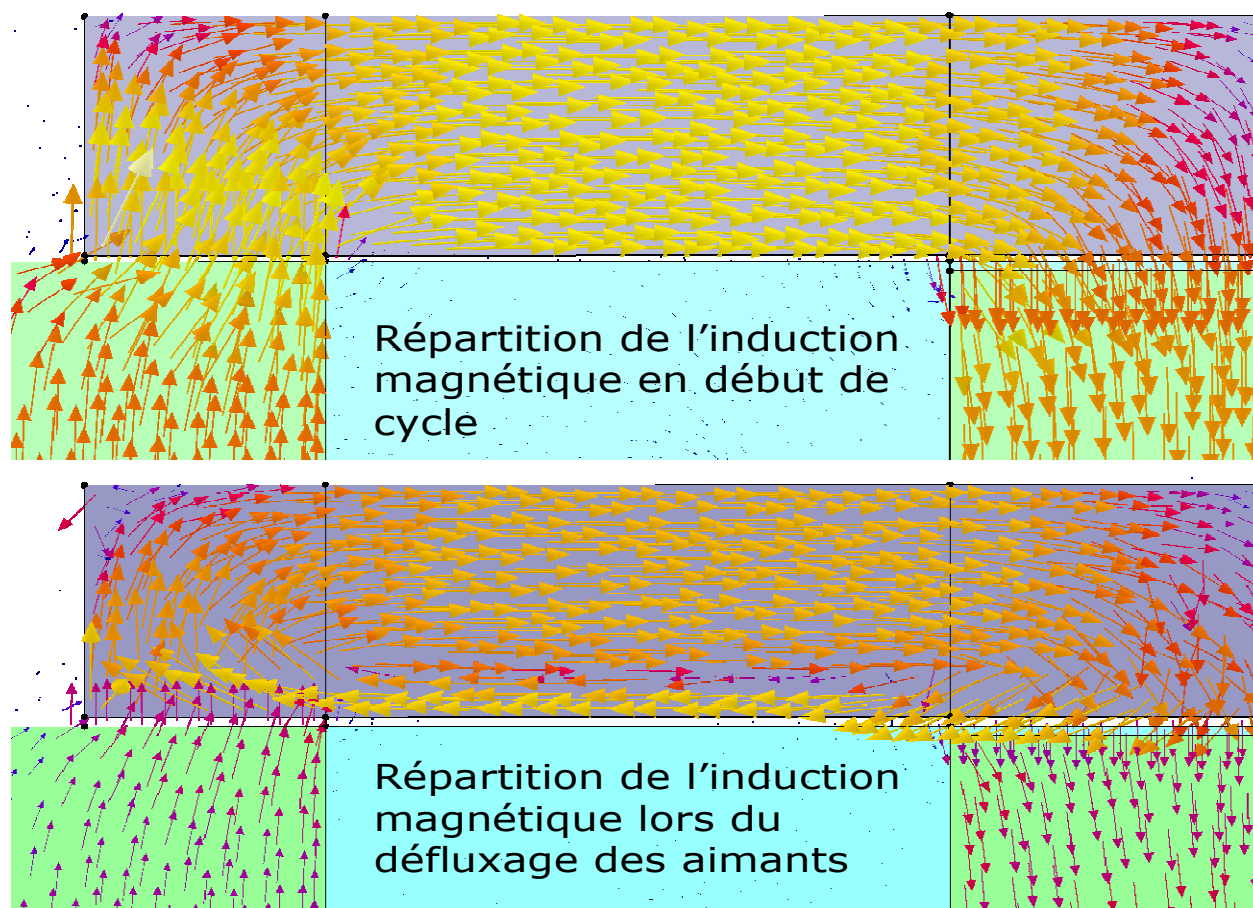 Répartition de l’induction
magnétique en début de
cycle
Répartition de l’induction
magnétique lors du
défluxage des aimants